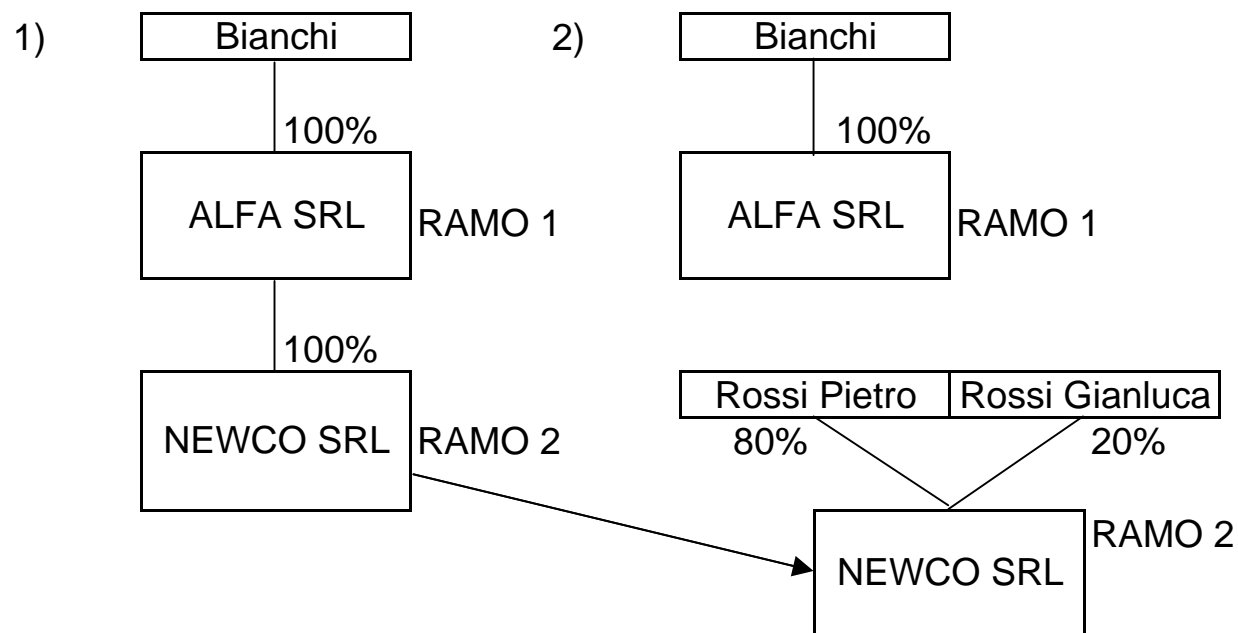 1)
Bianchi
100%
ALFA SRL
RAMO 1
100%
NEWCO SRL
RAMO 2
2)
Bianchi
100%
ALFA SRL
RAMO 1
Rossi Pietro
Rossi Gianluca
80%
20%
NEWCO SRL
RAMO 2